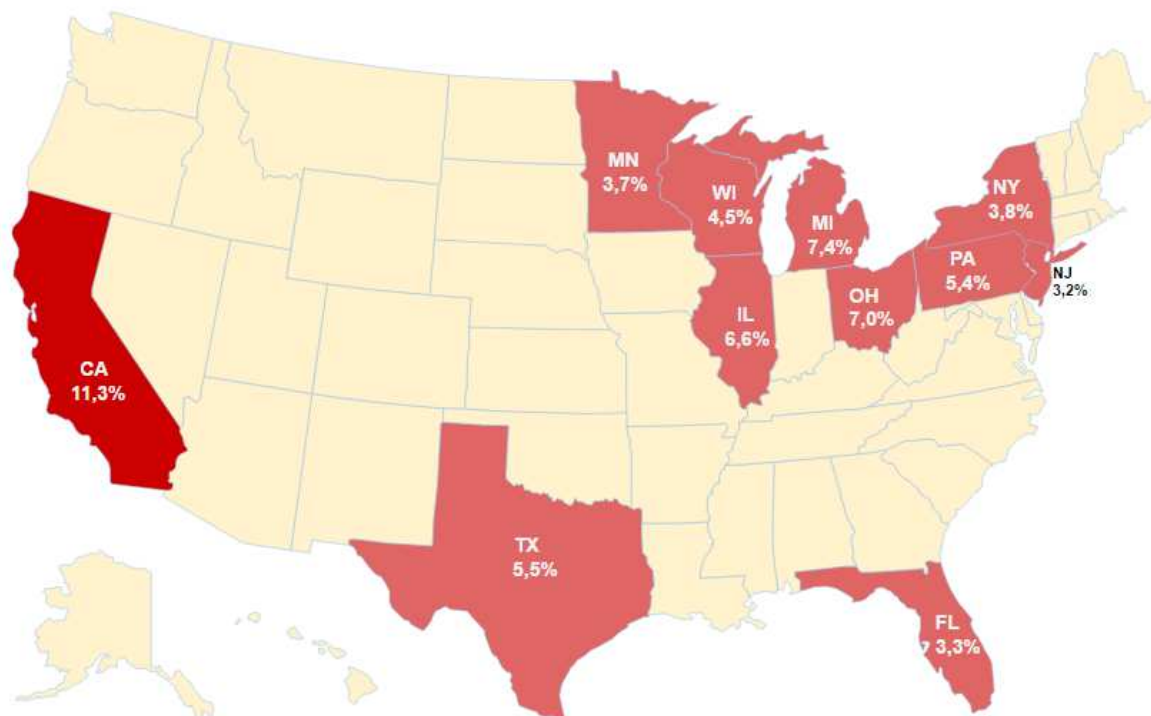 MN
3,7%
WI
4,5%
MI
7,4%
NY
3,8%
PA
5,4%
NJ
3,2%
OH
7,0%
IL
6,6%
CA
11,3%
TX
5,5%
FL
7 3,3%